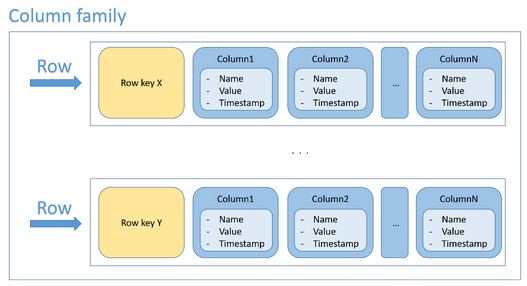 Column family
Row
Row key X
Column1
- Name
- Value
- Timestamp
Column2
- Name
- Value
- Timestamp
...
ColumnN
- Name
- Value
- Timestamp
. . .
Row
Row key Y
Column1
- Name
- Value
- Timestamp
Column2
- Name
- Value
- Timestamp
...
ColumnN
- Name
- Value
- Timestamp